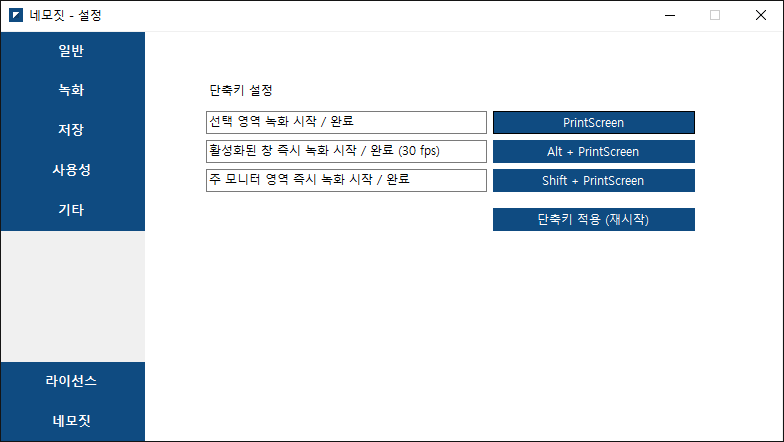 네모짓 - 설정
일반
녹화
저장
사용성
기타
라이선스
네모짓
단축키 설정
선택 영역 녹화 시작 / 완료
PrintScreen
활성화된 창 즉시 녹화 시작 / 완료 (30 fps)
Alt + PrintScreen
주 모니터 영역 즉시 녹화 시작 / 완료
Shift + PrintScreen
단축키 적용 (재시작)